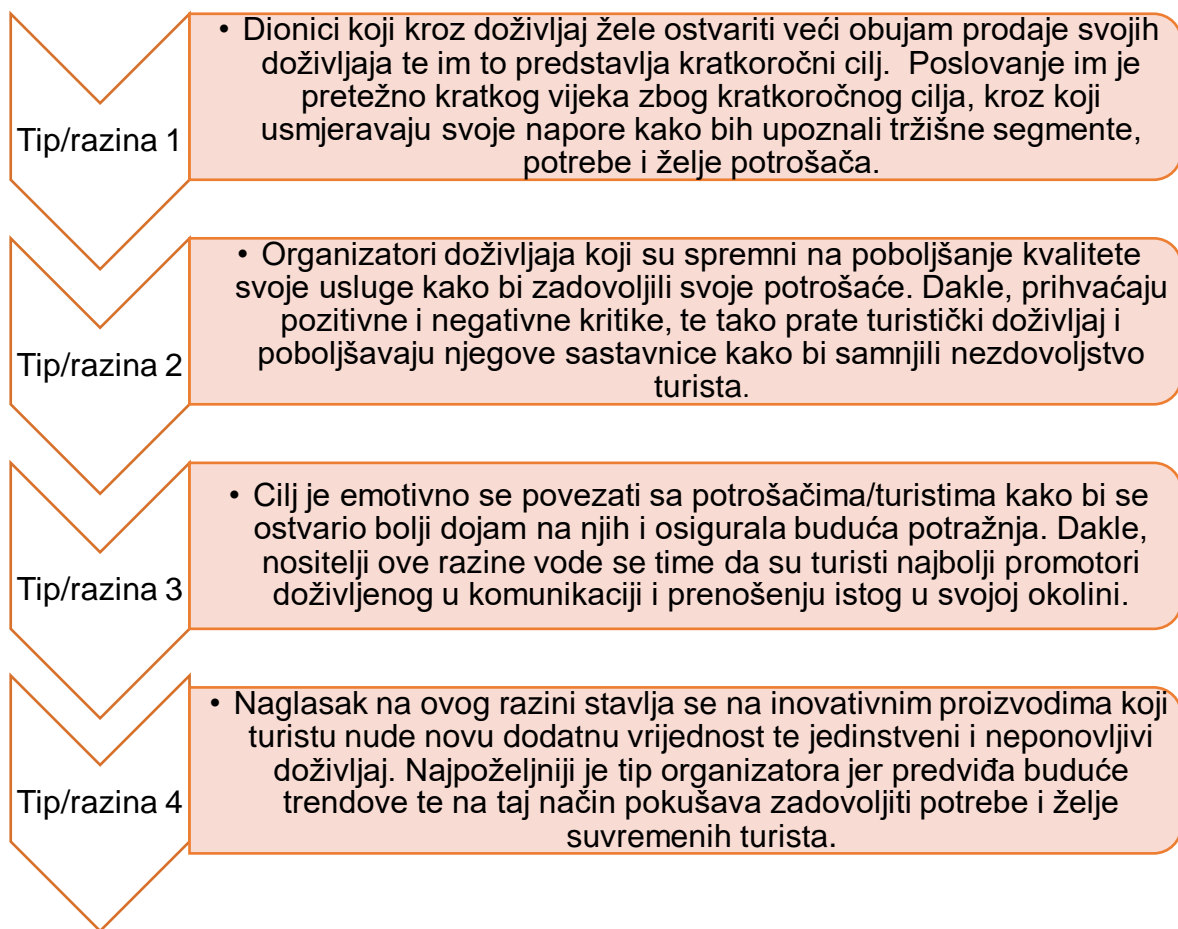 Tip/razina 1
• Dionici koji kroz doživljaj žele ostvariti veći obujam prodaje svojih
doživljaja te im to predstavlja kratkoročni cilj.  Poslovanje im je
pretežno kratkog vijeka zbog kratkoročnog cilja, kroz koji
usmjeravaju svoje napore kako bih upoznali tržišne segmente,
potrebe i želje potrošača.
Tip/razina 2
• Organizatori doživljaja koji su spremni na poboljšanje kvalitete
svoje usluge kako bi zadovoljili svoje potrošaće. Dakle, prihvaćaju
pozitivne i negativne kritike, te tako prate turistički doživljaj i
poboljšavaju njegove sastavnice kako bi samnjili nezdovoljstvo
turista.
Tip/razina 3
• Cilj je emotivno se povezati sa potrošačima/turistima kako bi se
ostvario bolji dojam na njih i osigurala buduća potražnja. Dakle,
nositelji ove razine vode se time da su turisti najbolji promotori
doživljenog u komunikaciji i prenošenju istog u svojoj okolini.
Tip/razina 4
• Naglasak na ovog razini stavlja se na inovativnim proizvodima koji
turistu nude novu dodatnu vrijednost te jedinstveni i neponovljivi
doživljaj. Najpoželjniji je tip organizatora jer predviđa buduće
trendove te na taj način pokušava zadovoljiti potrebe i želje
suvremenih turista.